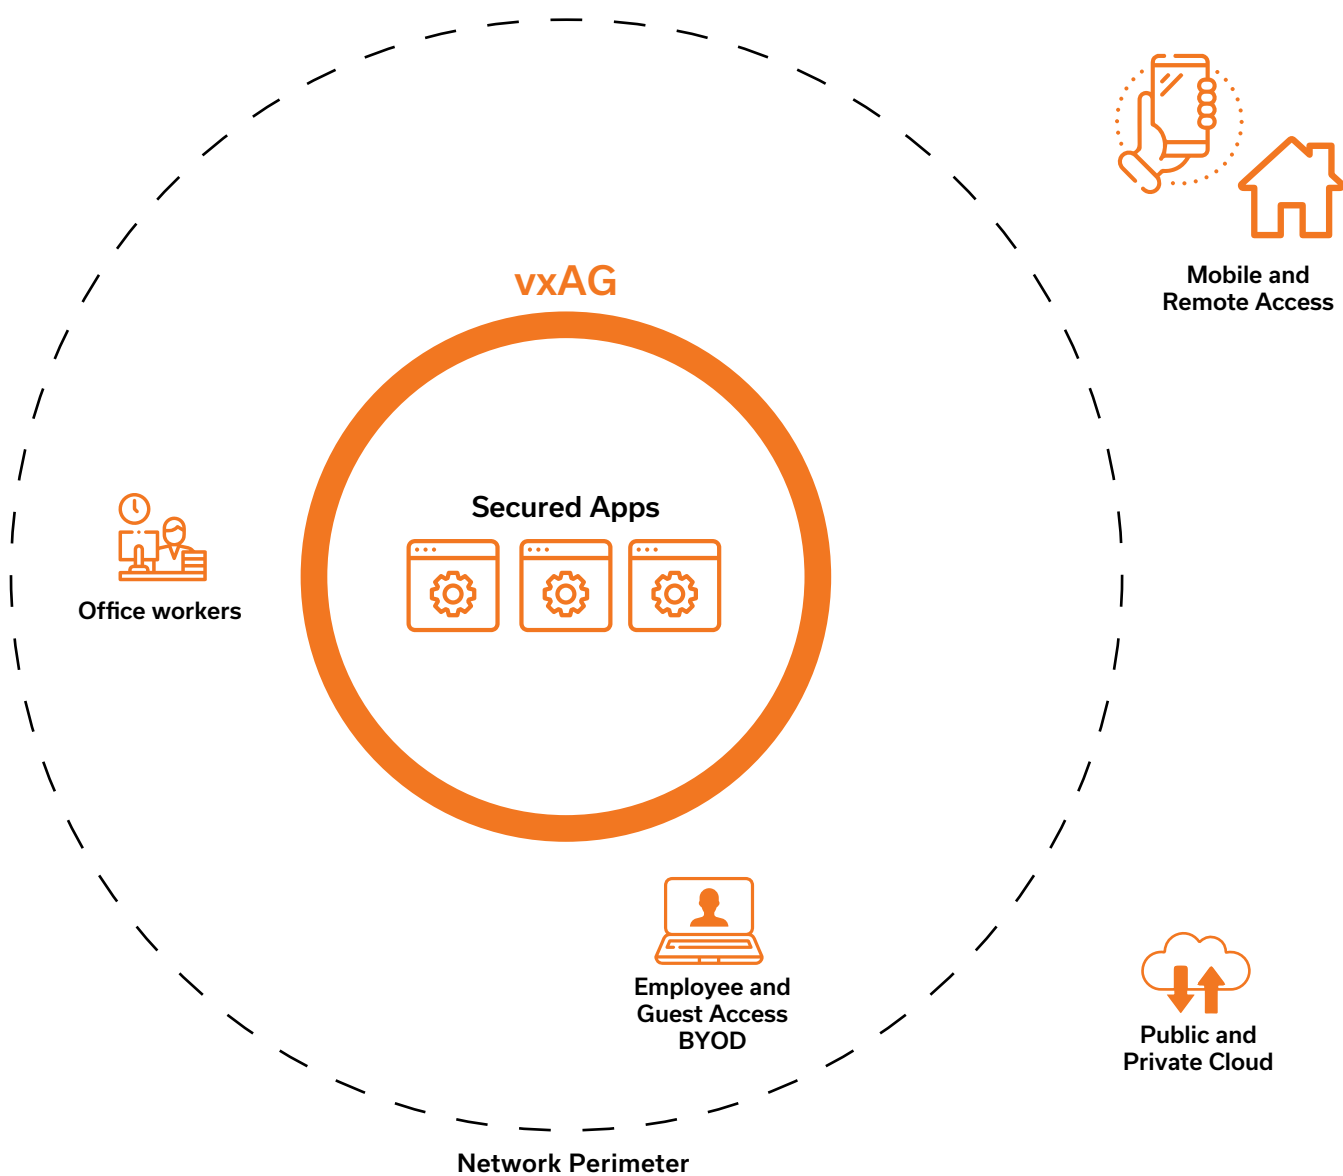 Mobile and
Remote Access
vxAG
Secured Apps
Office workers
Employee and
Guest Access
BYOD
Public and
Private Cloud
Network Perimeter